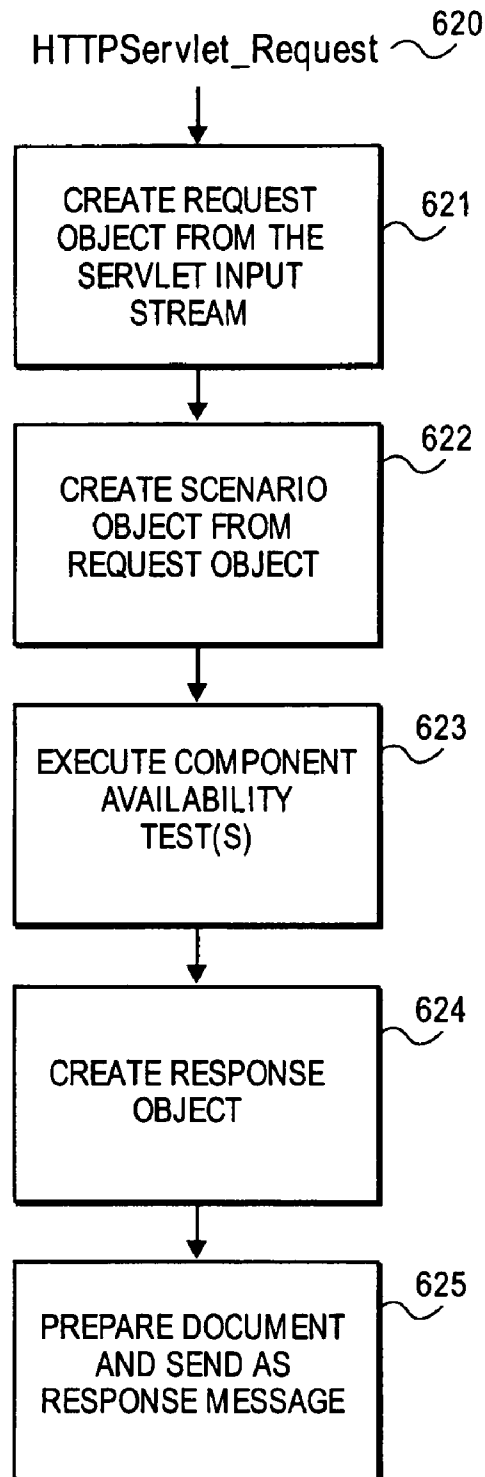 HTTPServlet_Request 620
CREATE REQUEST
OBJECT FROM THE
SERVLET INPUT
STREAM
621
CREATE SCENARIO
OBJECT FROM
REQUEST OBJECT
622
EXECUTE COMPONENT
AVAILABILITY
TEST(S)
623
CREATE RESPONSE
OBJECT
624
PREPARE DOCUMENT
AND SEND AS
RESPONSE MESSAGE
625